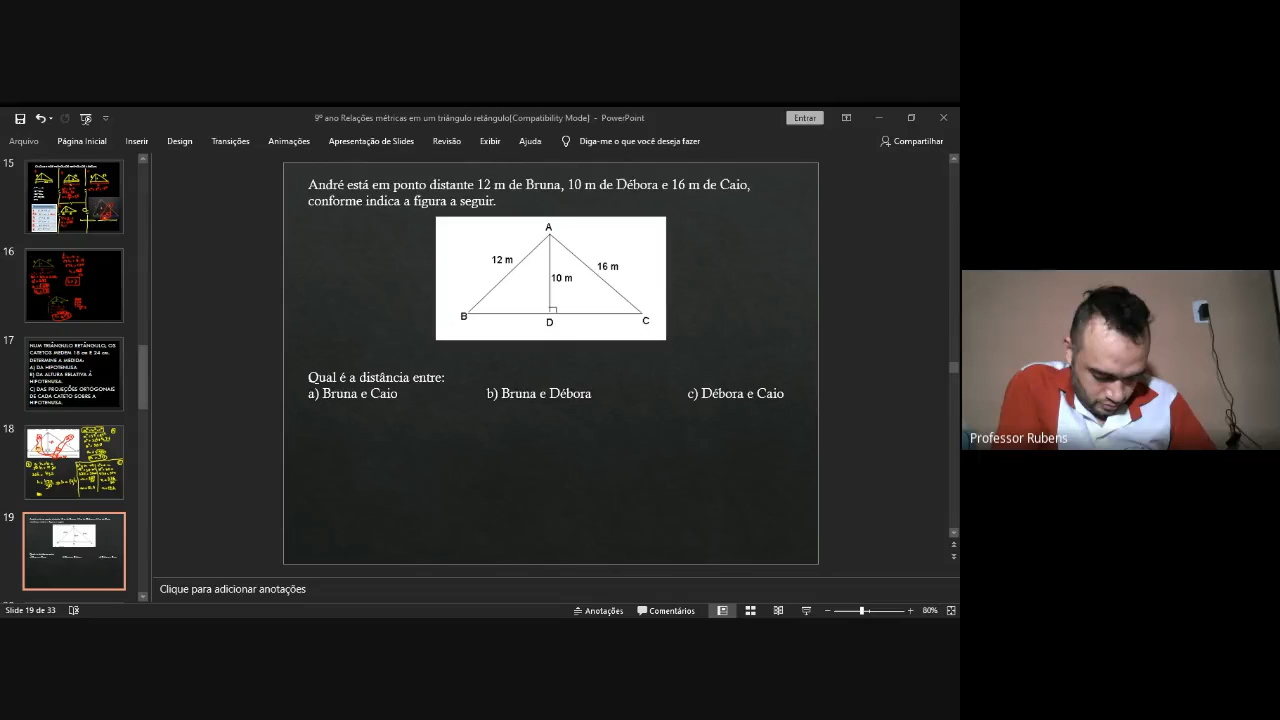 9º ano Relações métricas em um triângulo retângulo[Compatibility Mode] - PowerPoint
Entrar
Arquivo Página Inicial Inserir Design Transições Animações Apresentação de Slides Revisão Exibir Ajuda Diga-me o que você deseja fazer Compartilhar
15
16
17
NUM TRIÂNGULO RETÂNGULO, OS
CATETOS MEDEM 18 cm E 24 cm.
DETERMINE A MEDIDA:
A) DA HIPOTENUSA
B) DA ALTURA RELATIVA À
HIPOTENUSA.
C) DAS PROJEÇÕES ORTOGONAIS
DE CADA CATETO SOBRE A
HIPOTENUSA.
18
19
André está em ponto distante 12 m de Bruna, 10 m de Débora e 16 m de Caio,
conforme indica a figura a seguir.
A
12 m
16 m
10 m
B
D
C
Qual é a distância entre:
a) Bruna e Caio b) Bruna e Débora c) Débora e Caio
Professor Rubens
Clique para adicionar anotações
Slide 19 de 33 Anotações Comentários 80%